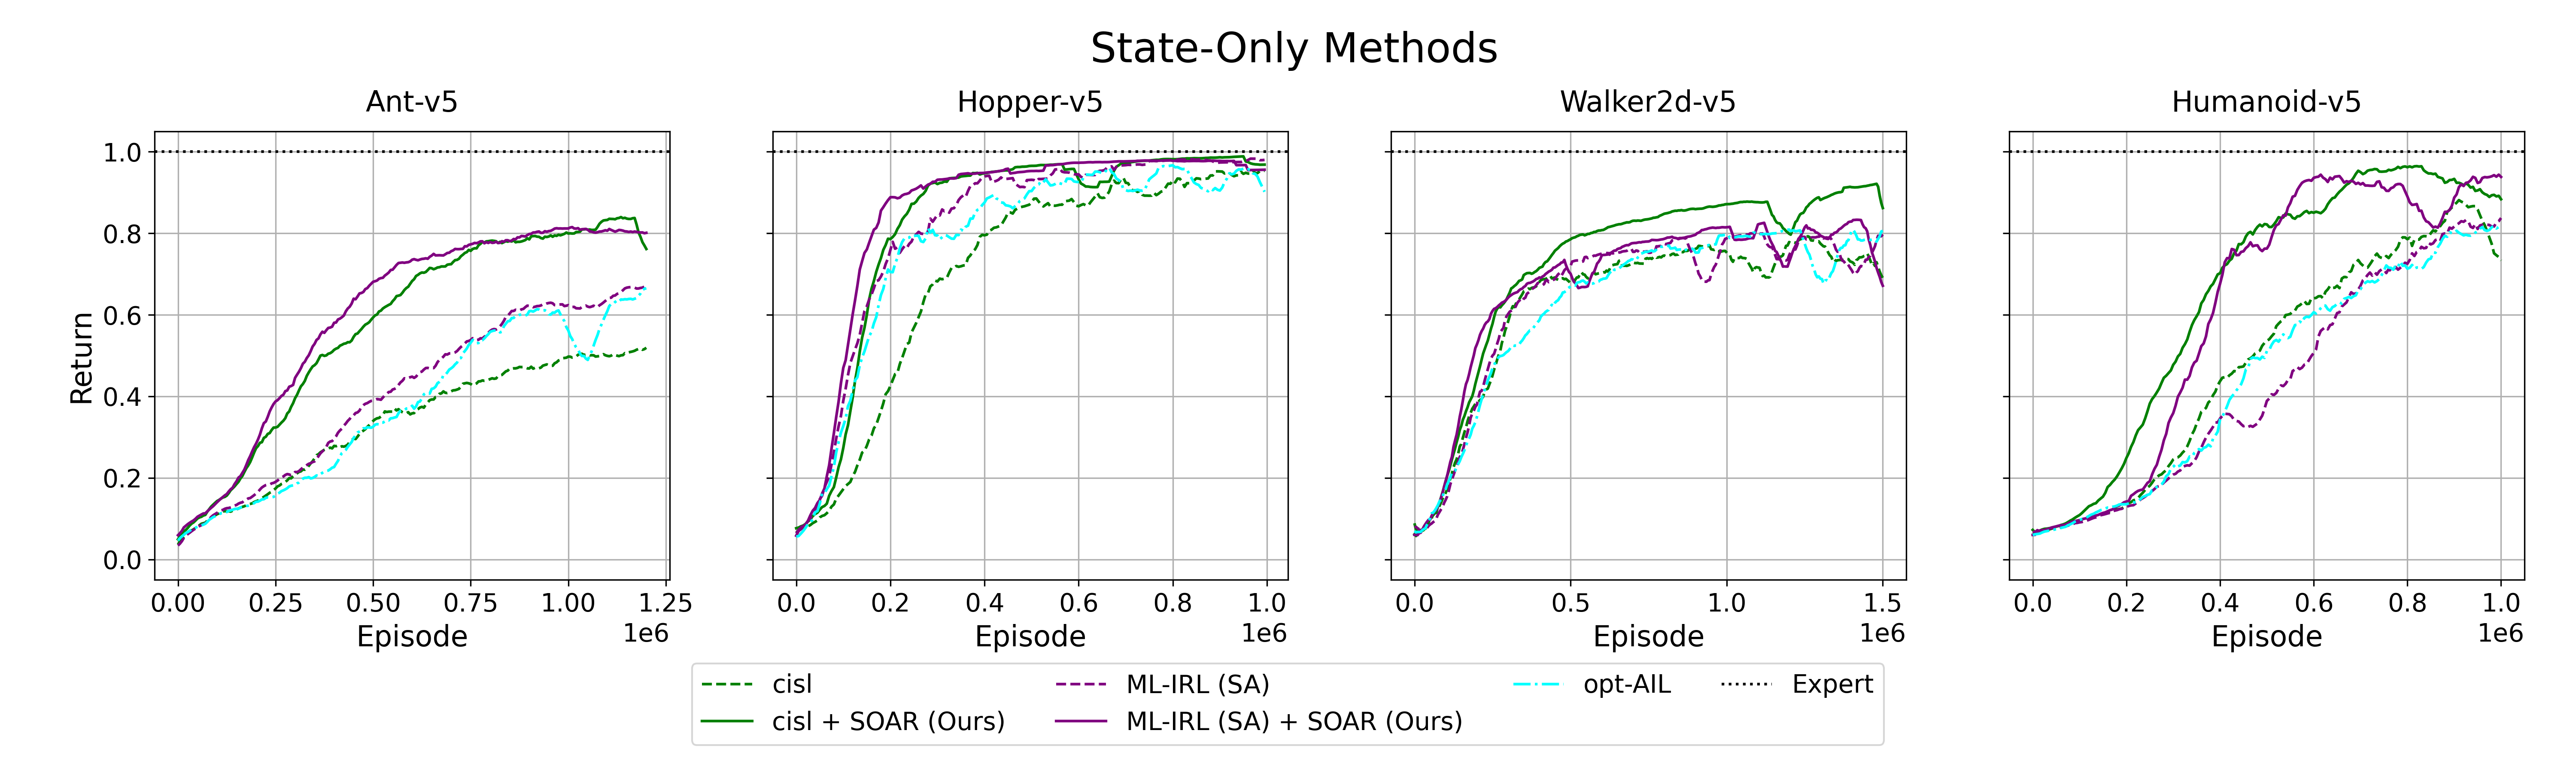 State-Only Methods
Ant-v5 Hopper-v5 Walker2d-v5 Humanoid-v5
Return
1.0
0.8
0.6
0.4
0.2
0.0
0.00 0.25 0.50 0.75 1.00 1.25
Episode 1e6
0.0 0.2 0.4 0.6 0.8 1.0
Episode 1e6
0.0 0.5 1.0 1.5
Episode 1e6
0.0 0.2 0.4 0.6 0.8 1.0
Episode 1e6
cisl ML-IRL (SA) opt-AIL Expert
cisl + SOAR (Ours) ML-IRL (SA) + SOAR (Ours)